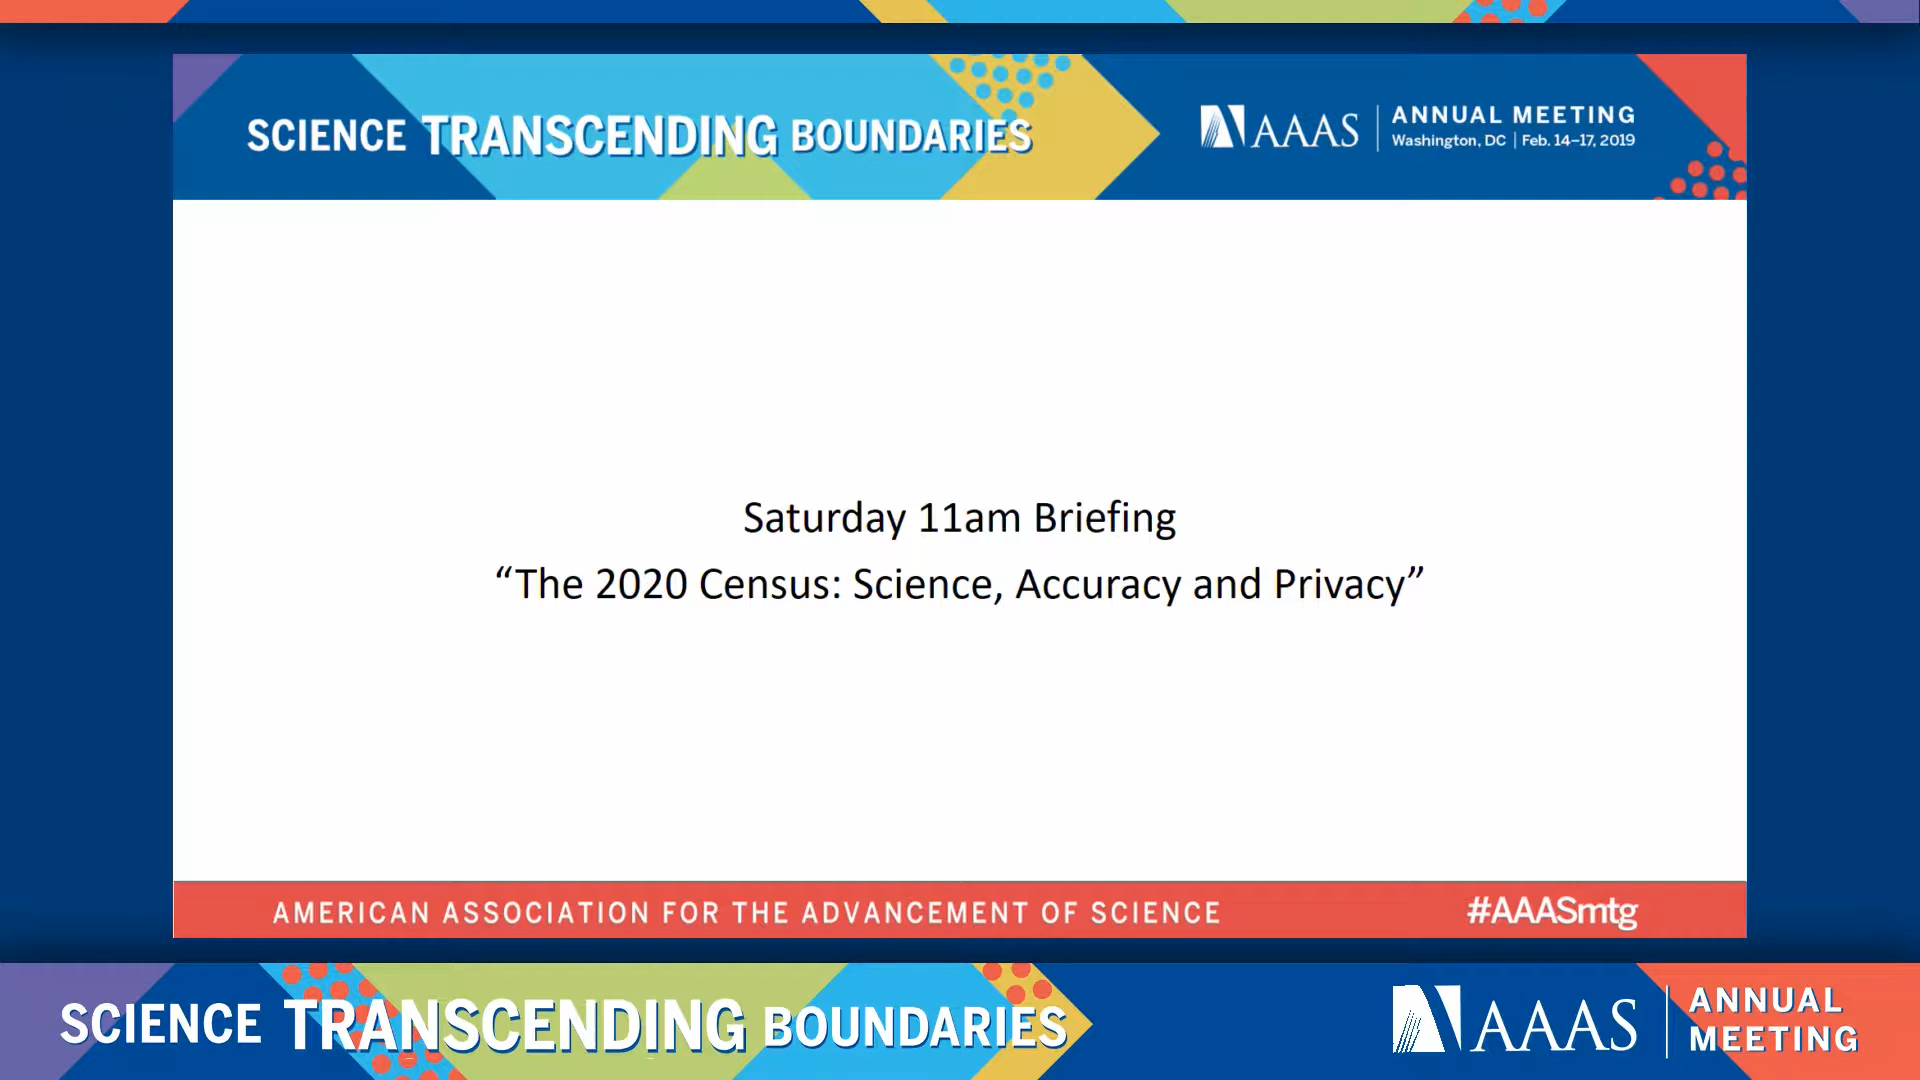 SCIENCE TRANSCENDING BOUNDARIES
AAAS
ANNUAL MEETING
Washington, DC | Feb. 14–17, 2019
Saturday 11am Briefing
“The 2020 Census: Science, Accuracy and Privacy”
AMERICAN ASSOCIATION FOR THE ADVANCEMENT OF SCIENCE
#AAASmtg
SCIENCE TRANSCENDING BOUNDARIES
AAAS
ANNUAL
MEETING